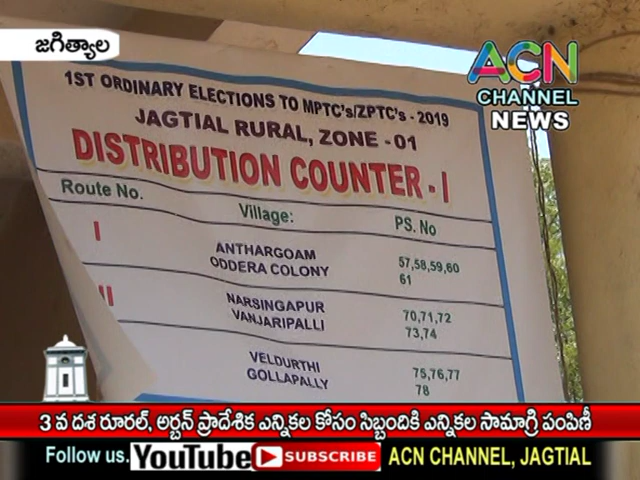 జగిత్యాల
ACN
CHANNEL
NEWS
1ST ORDINARY ELECTIONS TO MPTC's/ZPTC's - 2019
JAGTIAL RURAL, ZONE - 01
DISTRIBUTION COUNTER - I
Route No. Village: PS. No
I ANTHARGOAM 57,58,59,60
ODDERA COLONY 61
II NARSINGAPUR 70,71,72
VANJARIPALLI 73,74
VELDURTHI 75,76,77
GOLLAPALLY 78
3 వ దశ రూరల్, అర్బన్ ప్రాదేశిక ఎన్నికల కోసం సిబ్బందికి ఎన్నికల సామాగ్రి పంపిణీ
Follow us. YouTube SUBSCRIBE ACN CHANNEL, JAGTIAL